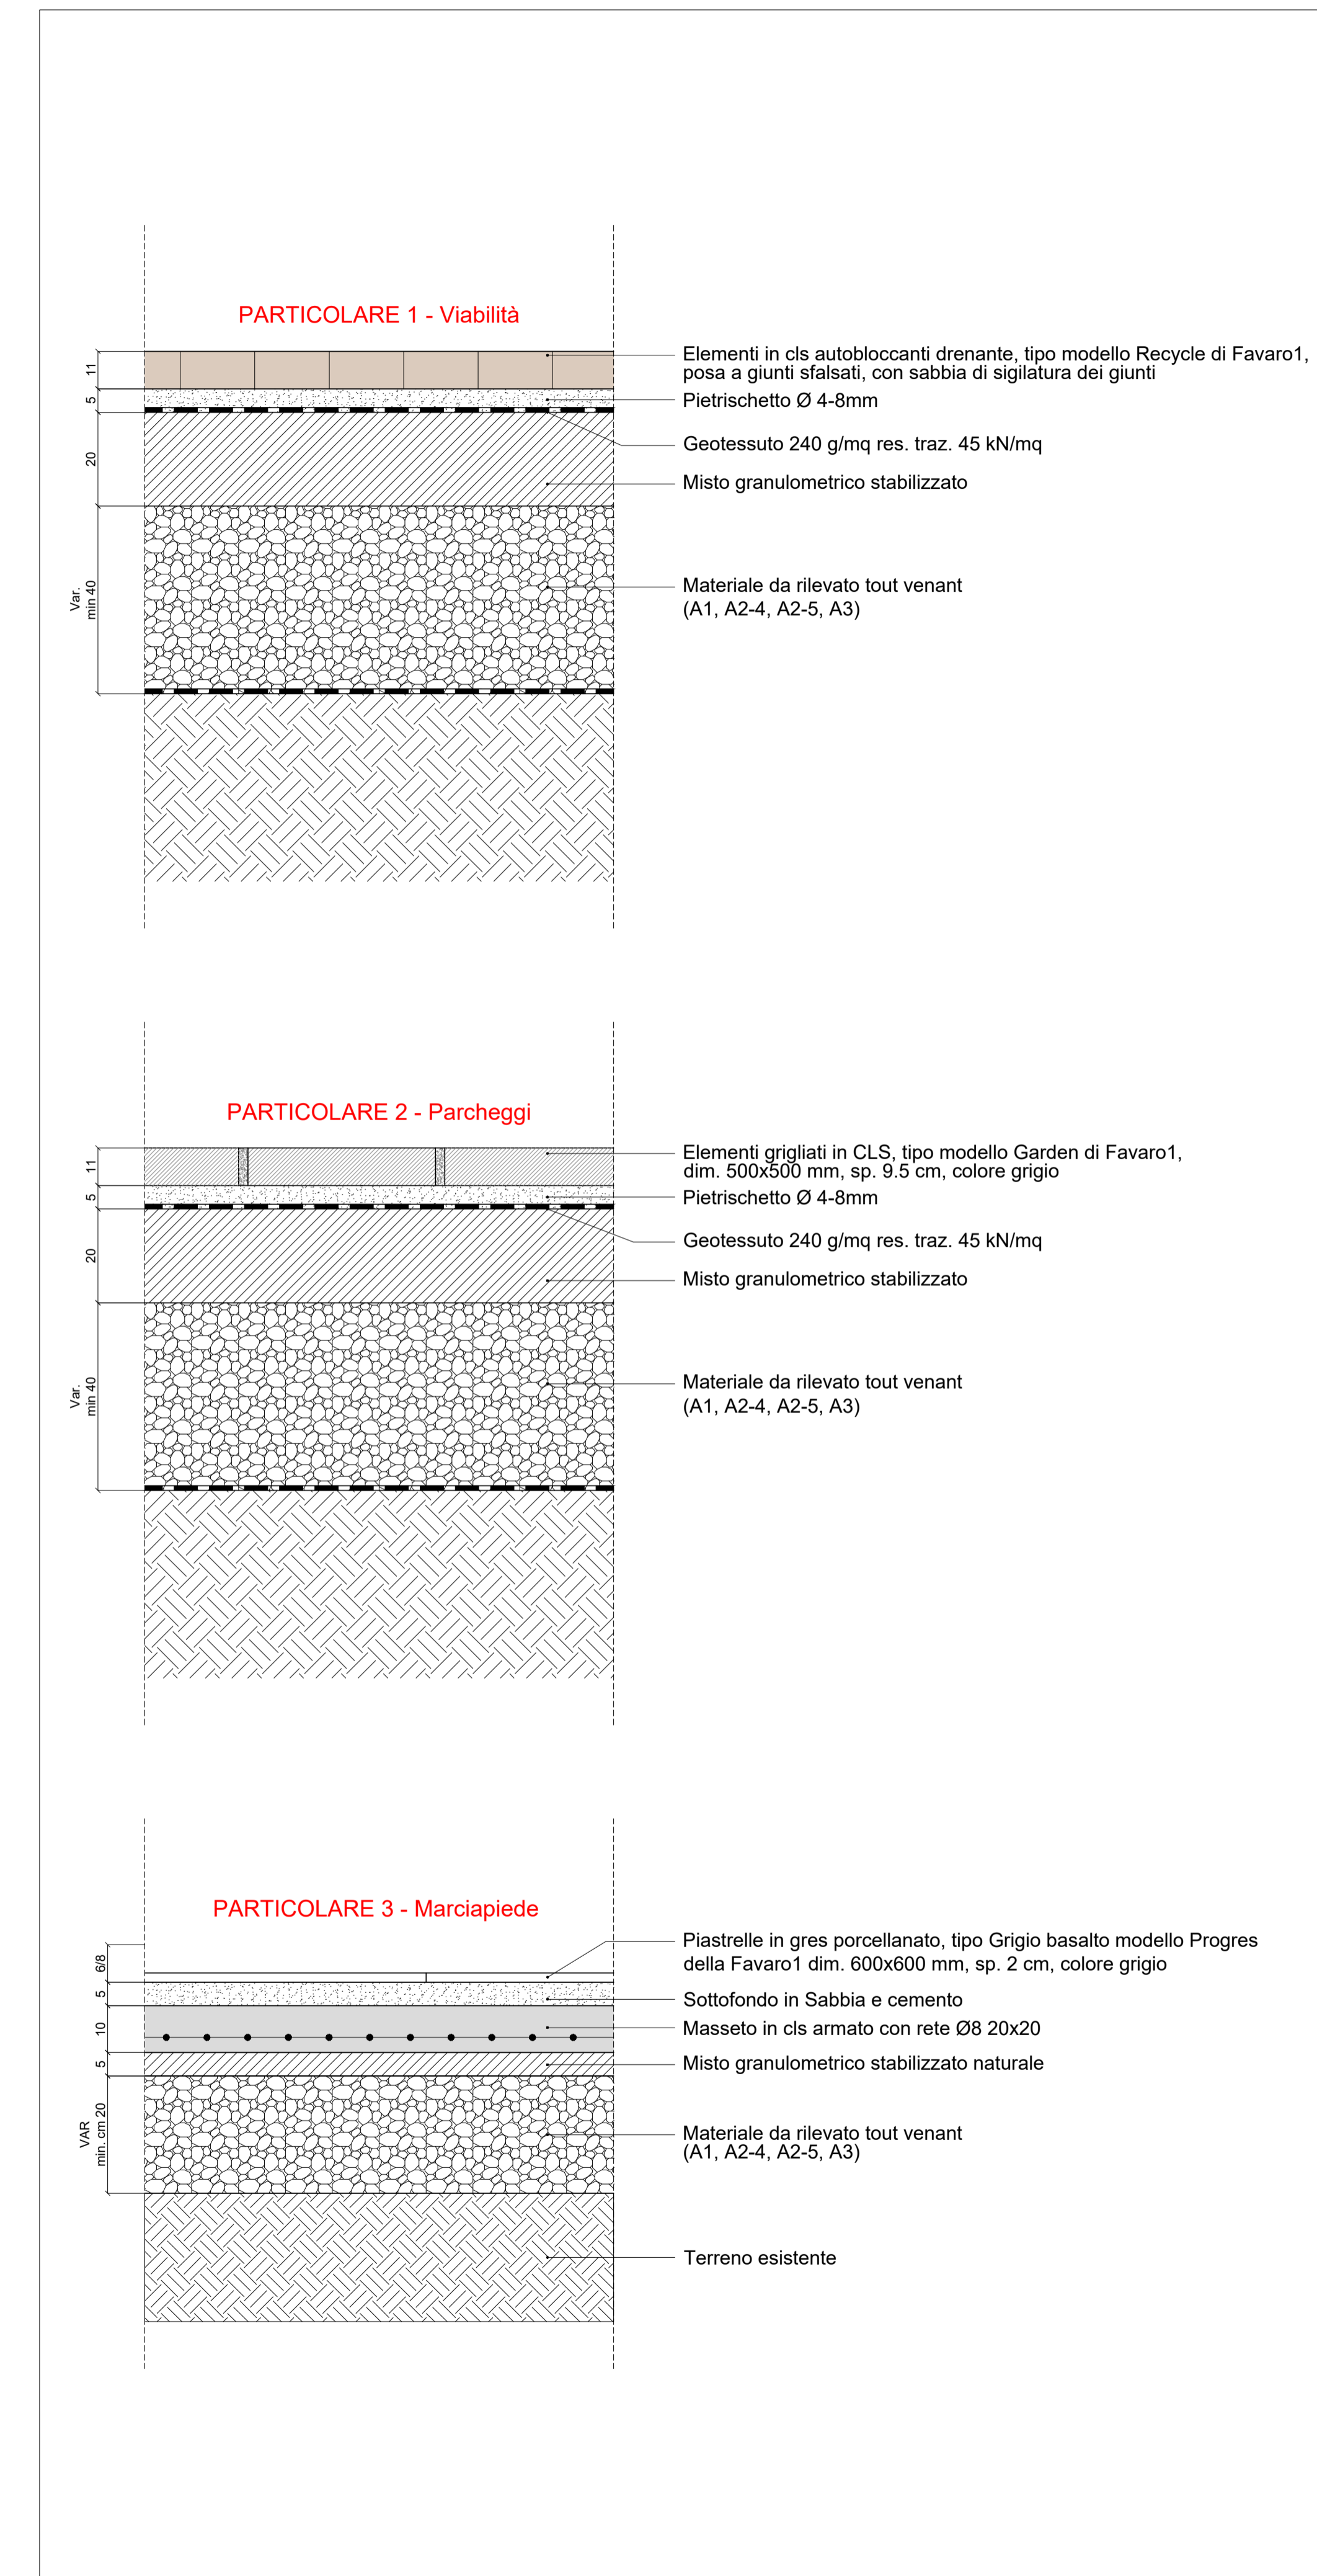 PARTICOLARE 1 - Viabilità
11
5
20
Var.
min 40
Elementi in cls autobloccanti drenante, tipo modello Recycle di Favaro1,
posa a giunti sfalsati, con sabbia di sigilatura dei giunti
Pietrischetto Ø 4-8mm
Geotessuto 240 g/mq res. traz. 45 kN/mq
Misto granulometrico stabilizzato
Materiale da rilevato tout venant
(A1, A2-4, A2-5, A3)
PARTICOLARE 2 - Parcheggi
11
5
20
Var.
min 40
Elementi grigliati in CLS, tipo modello Garden di Favaro1,
dim. 500x500 mm, sp. 9.5 cm, colore grigio
Pietrischetto Ø 4-8mm
Geotessuto 240 g/mq res. traz. 45 kN/mq
Misto granulometrico stabilizzato
Materiale da rilevato tout venant
(A1, A2-4, A2-5, A3)
PARTICOLARE 3 - Marciapiede
6/8
5
10
5
VAR
min. cm 20
Piastrelle in gres porcellanato, tipo Grigio basalto modello Progres
della Favaro1 dim. 600x600 mm, sp. 2 cm, colore grigio
Sottofondo in Sabbia e cemento
Masseto in cls armato con rete Ø8 20x20
Misto granulometrico stabilizzato naturale
Materiale da rilevato tout venant
(A1, A2-4, A2-5, A3)
Terreno esistente